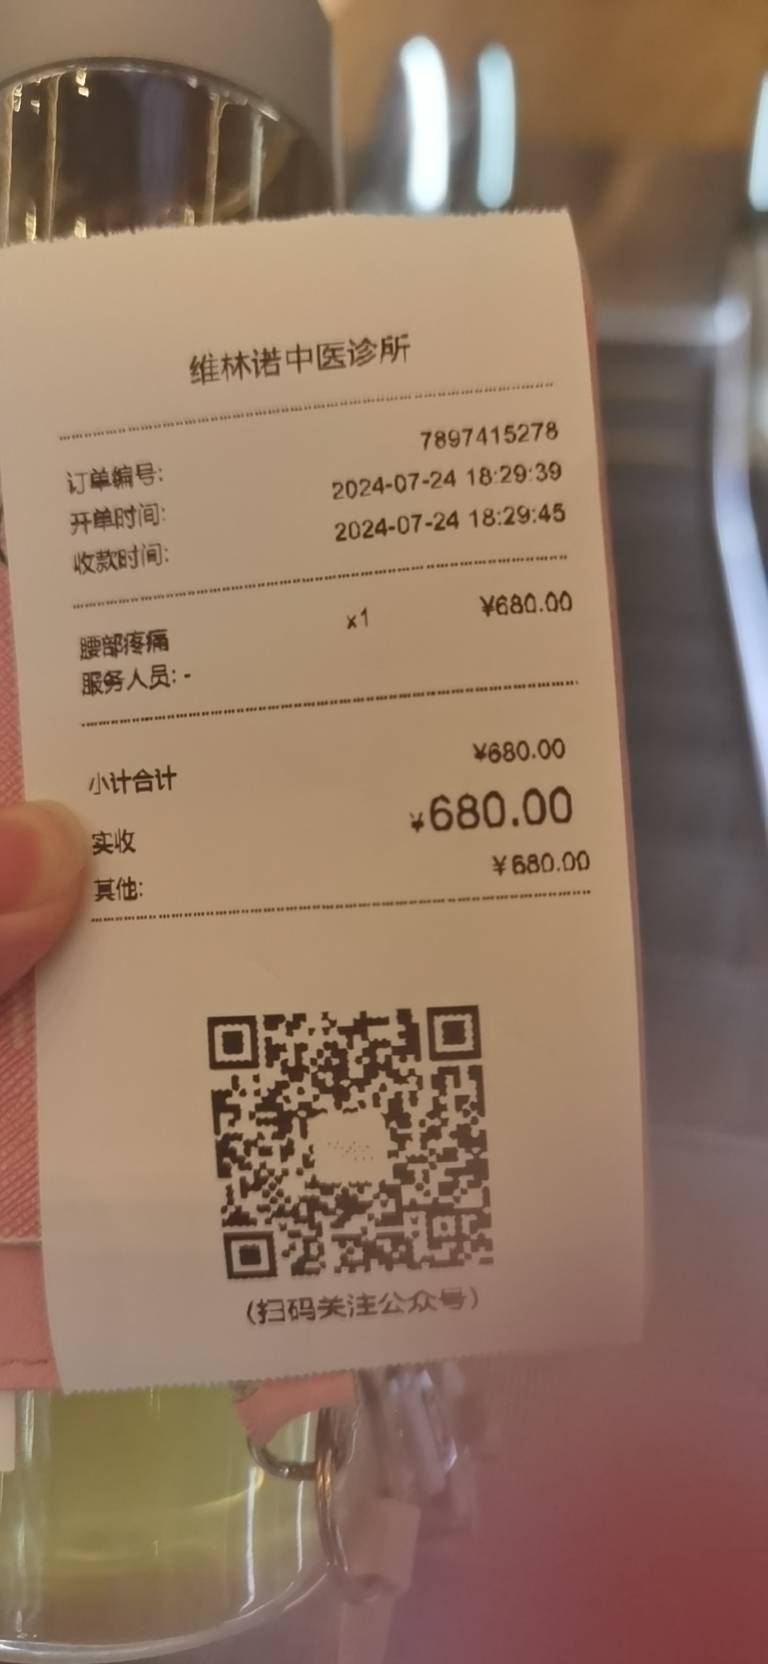 维林诺中医诊所
订单编号: 7897415278
开单时间: 2024-07-24 18:29:39
收款时间: 2024-07-24 18:29:45
腰部疼痛 x1 ¥680.00
服务人员: -
小计合计 ¥680.00
实收 ¥680.00
其他: ¥680.00
(扫码关注公众号)